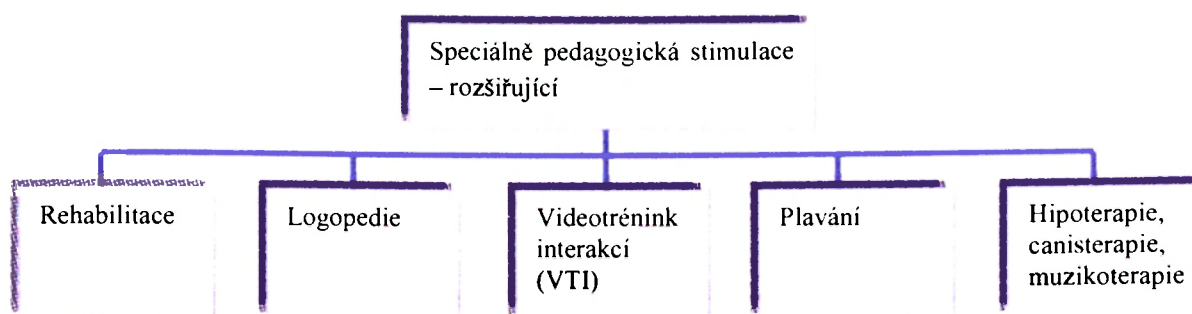 Speciálně pedagogická stimulace
– rozšiřující
Rehabilitace
Logopedie
Videotrénink
interakcí
(VTI)
Plavání
Hipoterapie,
canisterapie,
muzikoterapie